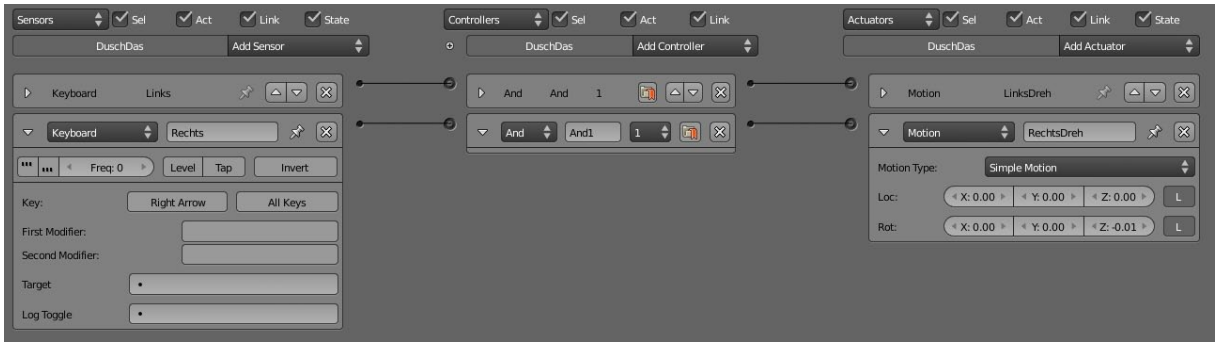 Sensors Sel Act Link State Controllers Sel Act Link Actuators Sel Act Link State
DuschDas Add Sensor DuschDas Add Controller DuschDas Add Actuator
Keyboard Links And And 1 Motion LinksDreh
Keyboard Rechts And And1 1 Motion RechtsDreh
Freq: 0 Level Tap Invert Motion Type: Simple Motion
Key: Right Arrow All Keys Loc: X: 0.00 Y: 0.00 Z: 0.00 L
First Modifier: Rot: X: 0.00 Y: 0.00 Z: -0.01 L
Second Modifier:
Target
Log Toggle